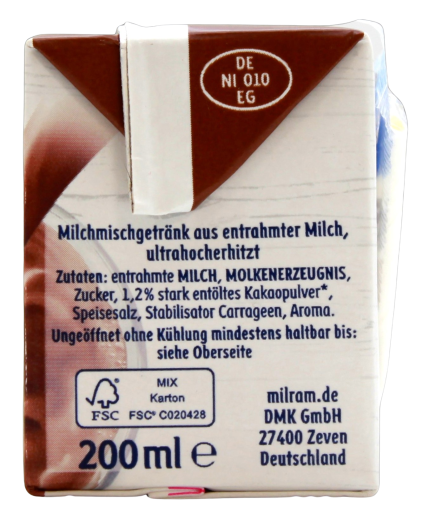 DE
NI 010
EG
Milchmischgetränk aus entrahmter Milch,
ultrahocherhitzt
Zutaten: entrahmte MILCH, MOLKENERZEUGNIS,
Zucker, 1,2% stark entöltes Kakaopulver*,
Speisesalz, Stabilisator Carrageen, Aroma.
Ungeöffnet ohne Kühlung mindestens haltbar bis:
siehe Oberseite
FSC
MIX
Karton
FSC® C020428
200 ml ℮
milram.de
DMK GmbH
27400 Zeven
Deutschland